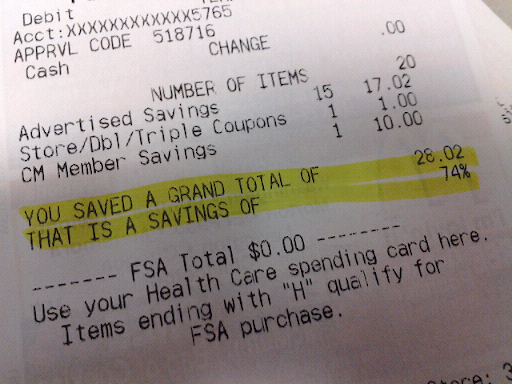 Debit
Acct:XXXXXXXXXXXX5765
APPRVL CODE 518716
Cash CHANGE .00
NUMBER OF ITEMS 20
Advertised Savings 15 17.02
Store/Dbl/Triple Coupons 1 1.00
CM Member Savings 1 10.00
YOU SAVED A GRAND TOTAL OF 28.02
THAT IS A SAVINGS OF 74%
------- FSA Total $0.00 --------
Use your Health Care spending card here.
Items ending with "H" qualify for
FSA purchase.